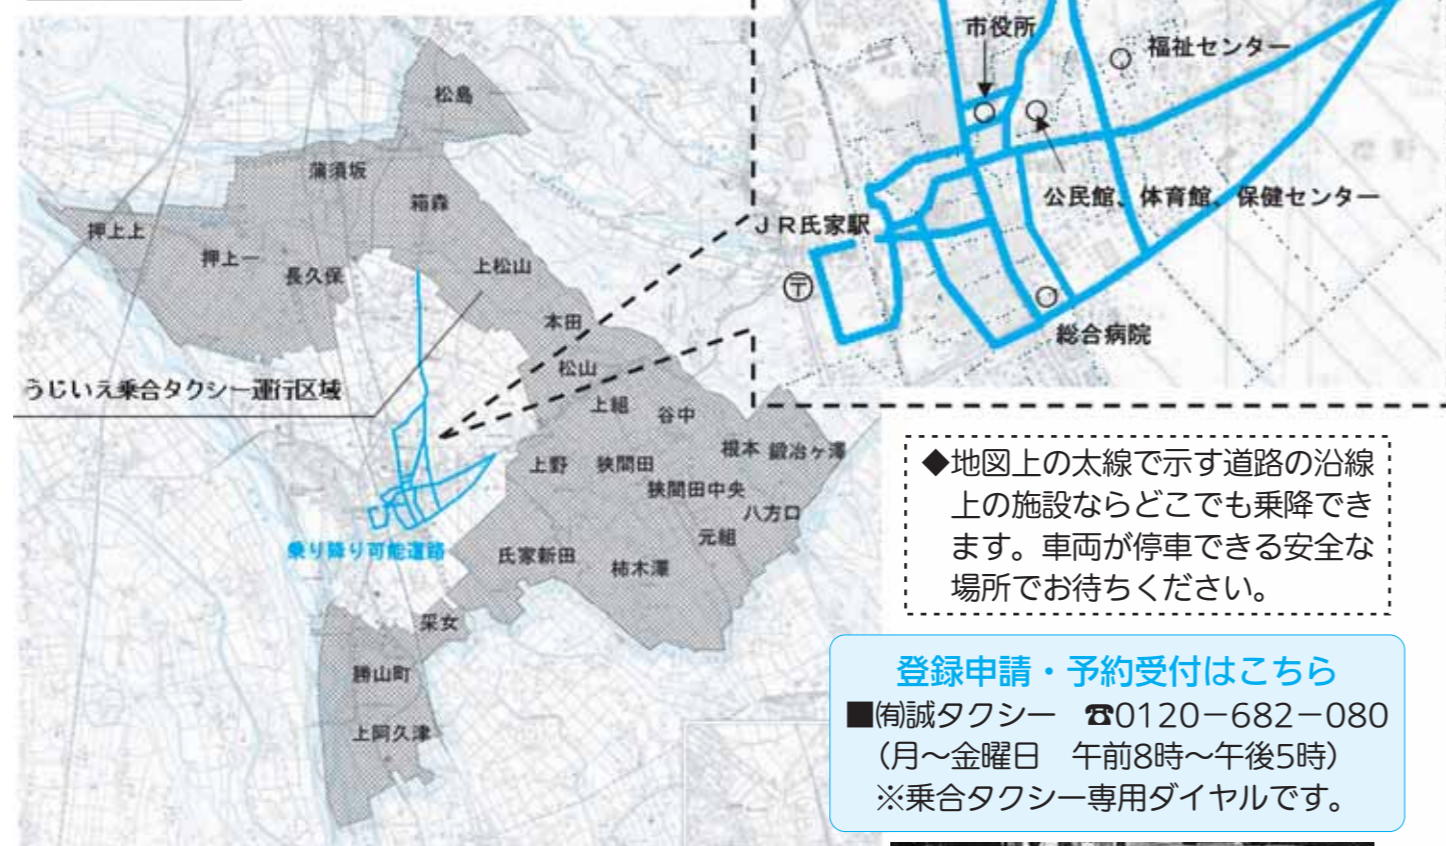 市役所
福祉センター
公民館、体育館、保健センター
JR氏家駅
〒
総合病院
松島
蒲須坂
箱森
押上上
押上一
長久保
上松山
本田
松山
うじいえ乗合タクシー運行区域
上組
谷中
根本
鍛冶ヶ澤
上野
狭間田
狭間田中央
八方口
元組
乗り降り可能道路
氏家新田
柿木澤
采女
勝山町
上阿久津
◆地図上の太線で示す道路の沿線
上の施設ならどこでも乗降でき
ます。車両が停車できる安全な
場所でお待ちください。
登録申請・予約受付はこちら
■㈲誠タクシー ☎0120－682－080
（月～金曜日　午前8時～午後5時）
※乗合タクシー専用ダイヤルです。